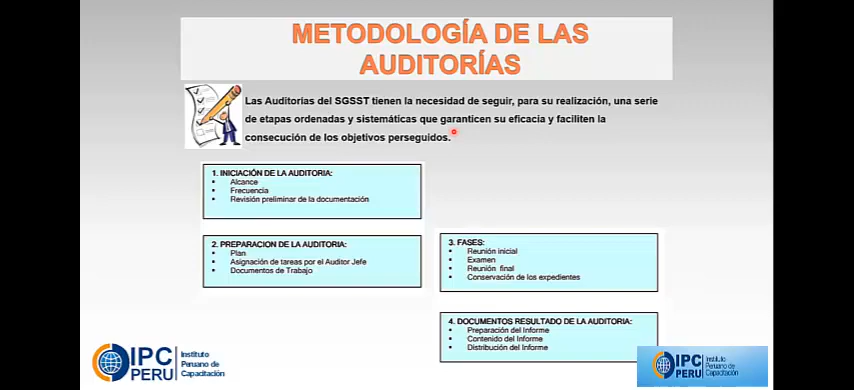 METODOLOGÍA DE LAS
AUDITORÍAS
Las Auditorías del SGSST tienen la necesidad de seguir, para su realización, una serie
de etapas ordenadas y sistemáticas que garanticen su eficacia y faciliten la
consecución de los objetivos perseguidos.
1. INICIACIÓN DE LA AUDITORIA:
• Alcance
• Frecuencia
• Revisión preliminar de la documentación
2. PREPARACION DE LA AUDITORIA:
• Plan
• Asignación de tareas por el Auditor Jefe
• Documentos de Trabajo
3. FASES:
• Reunión inicial
• Examen
• Reunión final
• Conservación de los expedientes
4. DOCUMENTOS RESULTADO DE LA AUDITORIA:
• Preparación del Informe
• Contenido del Informe
• Distribución del Informe
IPC
PERU
Instituto
Peruano de
Capacitación
IPC
PERU
Instituto
Peruano de
Capacitación